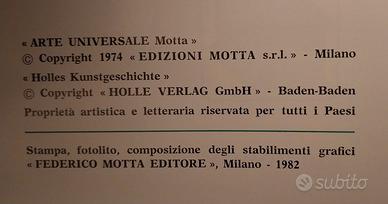 « ARTE UNIVERSALE Motta »
© Copyright 1974 « EDIZIONI MOTTA s.r.l. » - Milano
« Holles Kunstgeschichte »
© Copyright « HOLLE VERLAG GmbH » - Baden-Baden
Proprietà artistica e letteraria riservata per tutti i Paesi
Stampa, fotolito, composizione degli stabilimenti grafici
« FEDERICO MOTTA EDITORE », Milano - 1982
subito